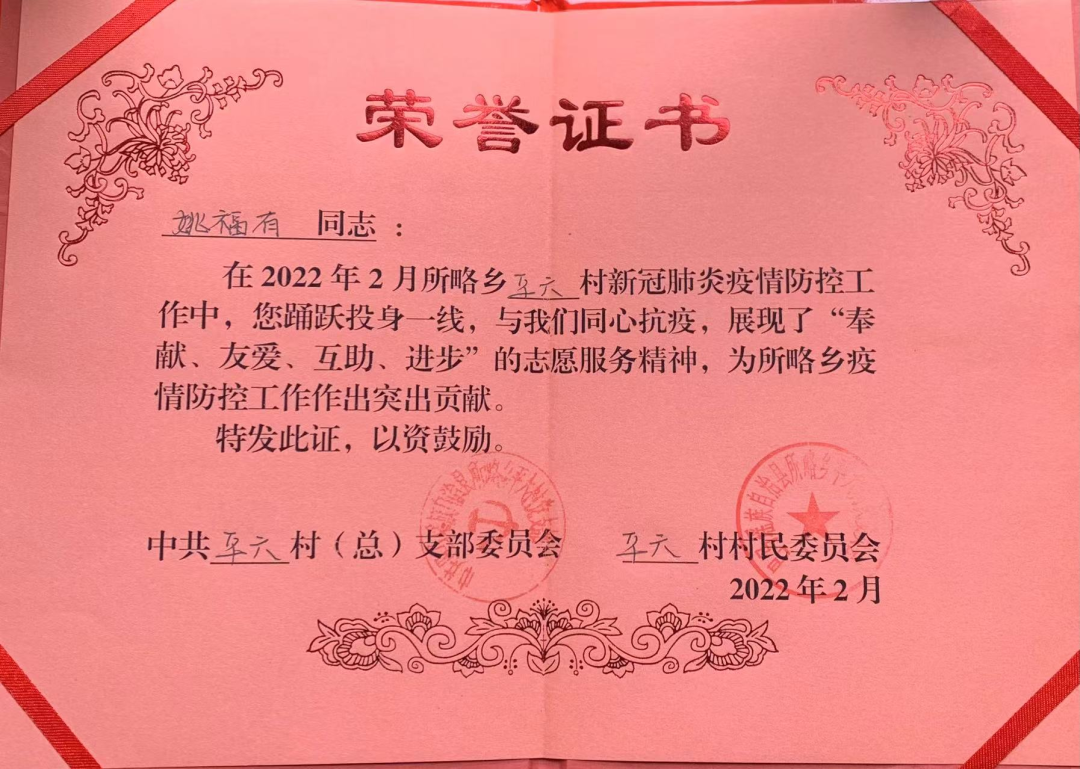 荣誉证书
姚福有 同志：
在2022年2月所略乡平六村新冠肺炎疫情防控工
作中，您踊跃投身一线，与我们同心抗疫，展现了“奉
献、友爱、互助、进步”的志愿服务精神，为所略乡疫
情防控工作作出突出贡献。
特发此证，以资鼓励。
中共平六村（总）支部委员会 平六村村民委员会
2022年2月